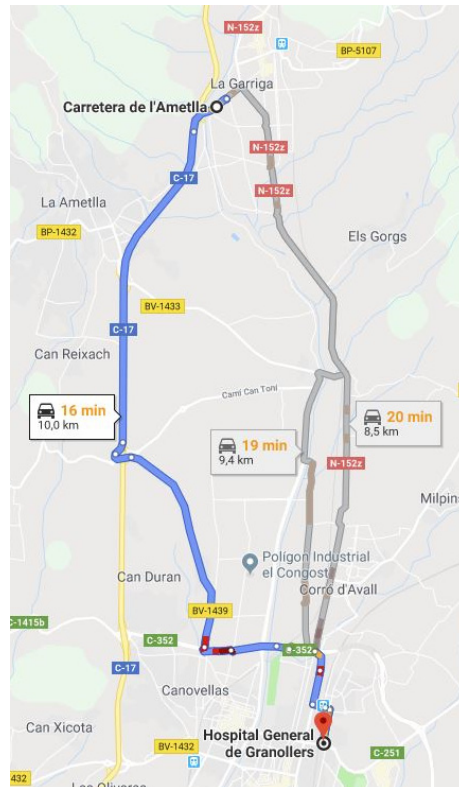 N-152z
BP-5107
La Garriga
Carretera de l'Ametlla
N-152z
C-17
N-152z
La Ametlla
BP-1432
Els Gorgs
BV-1433
C-17
Can Reixach
Camí Can Toni
16 min
10,0 km
20 min
8,5 km
19 min
9,4 km
N-152z
Milpins
Polígon Industrial
el Congost
Can Duran
Corró d'Avall
BV-1439
C-1415b
C-352
C-352
C-17
Canovellas
Can Xicota
Hospital General
de Granollers
BV-1432
C-251
432
Les Oliveres